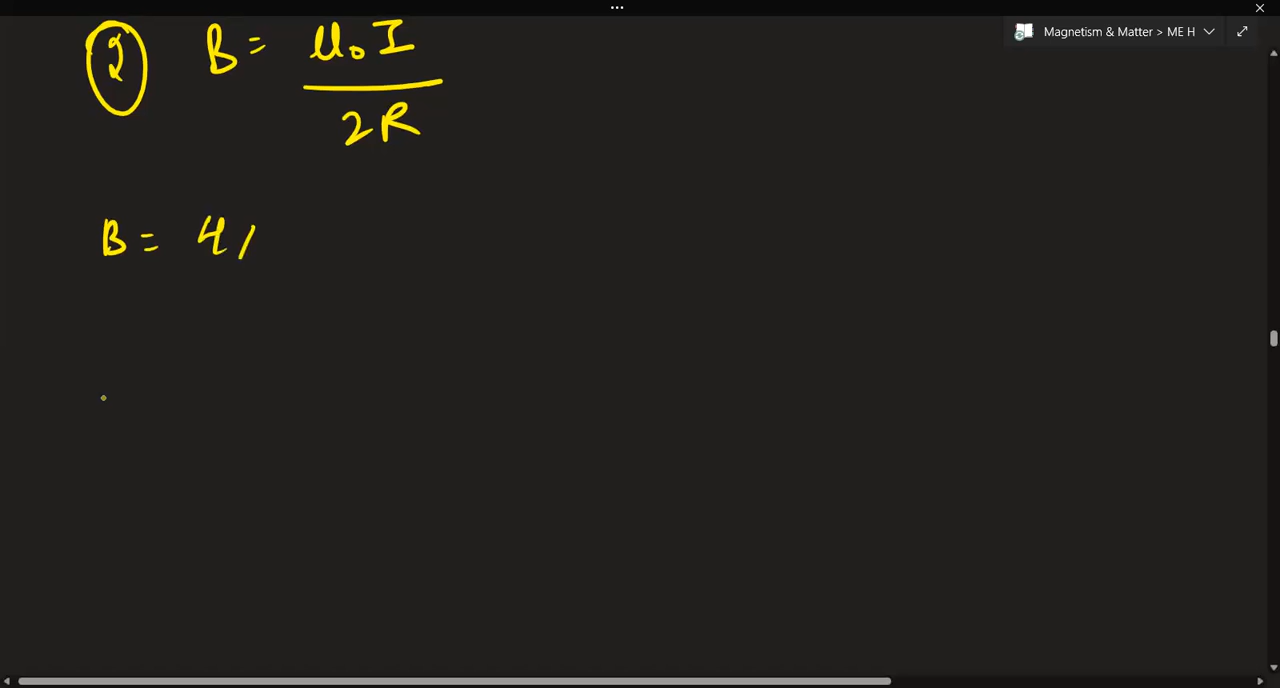 Magnetism & Matter > ME H
2 B = μ₀I / 2R
B = 4/